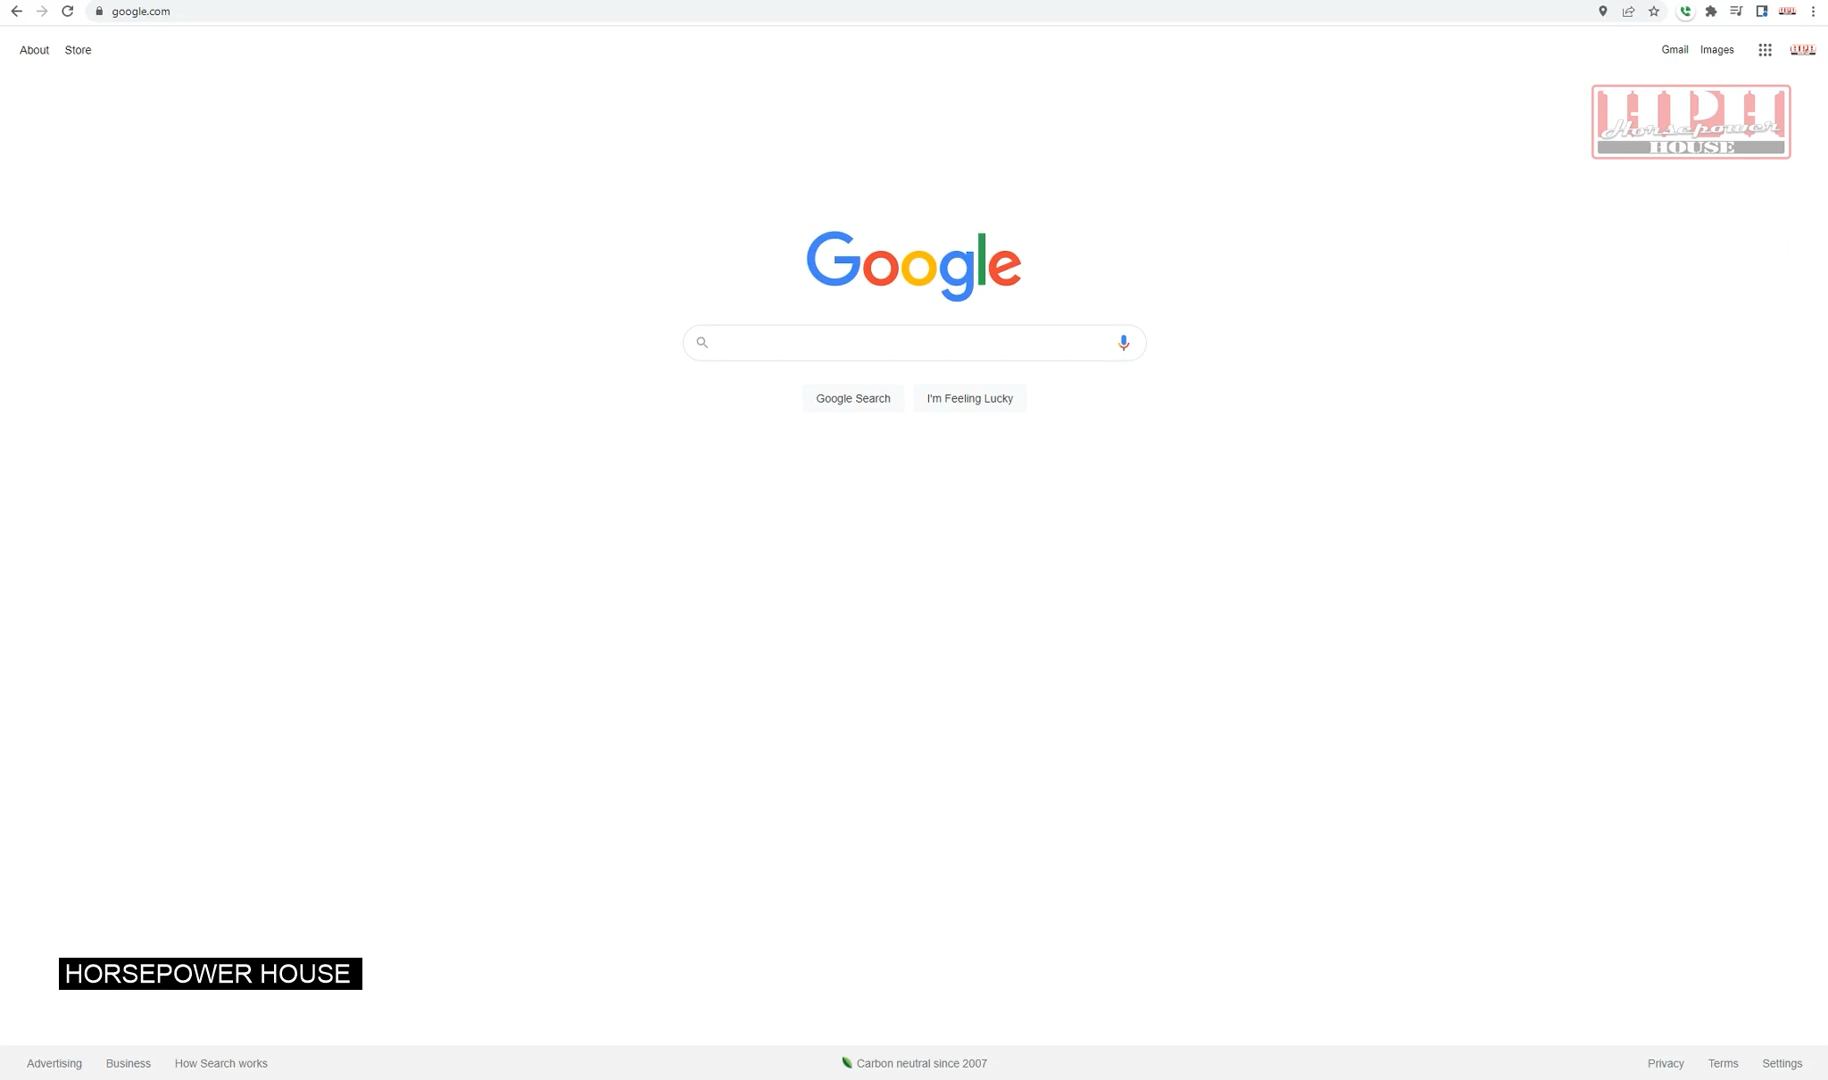 google.com
About Store
Gmail Images
HPH
Horsepower
HOUSE
Google
Google Search I'm Feeling Lucky
HORSEPOWER HOUSE
Advertising Business How Search works
Carbon neutral since 2007
Privacy Terms Settings